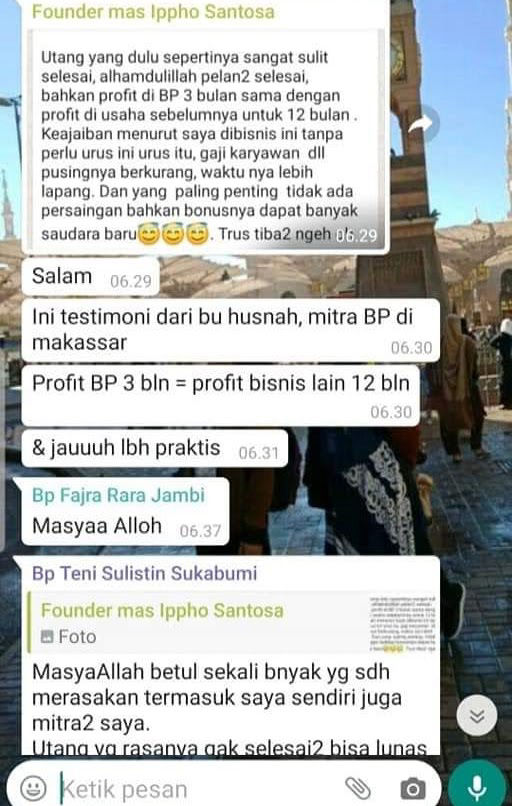 Founder mas Ippho Santosa
Utang yang dulu sepertinya sangat sulit
selesai, alhamdulillah pelan2 selesai,
bahkan profit di BP 3 bulan sama dengan
profit di usaha sebelumnya untuk 12 bulan .
Keajaiban menurut saya dibisnis ini tanpa
perlu urus ini urus itu, gaji karyawan dll
pusingnya berkurang, waktu nya lebih
lapang. Dan yang paling penting tidak ada
persaingan bahkan bonusnya dapat banyak
saudara baru😇😇😇. Trus tiba2 ngeh 06.29
Salam 06.29
Ini testimoni dari bu husnah, mitra BP di
makassar 06.30
Profit BP 3 bln = profit bisnis lain 12 bln
06.30
& jauuuh lbh praktis 06.31
Bp Fajra Rara Jambi
Masyaa Alloh 06.37
Bp Teni Sulistin Sukabumi
Founder mas Ippho Santosa
Foto
MasyaAllah betul sekali bnyak yg sdh
merasakan termasuk saya sendiri juga
mitra2 saya.
Utang yg rasanya gak selesai2 bisa lunas
Ketik pesan